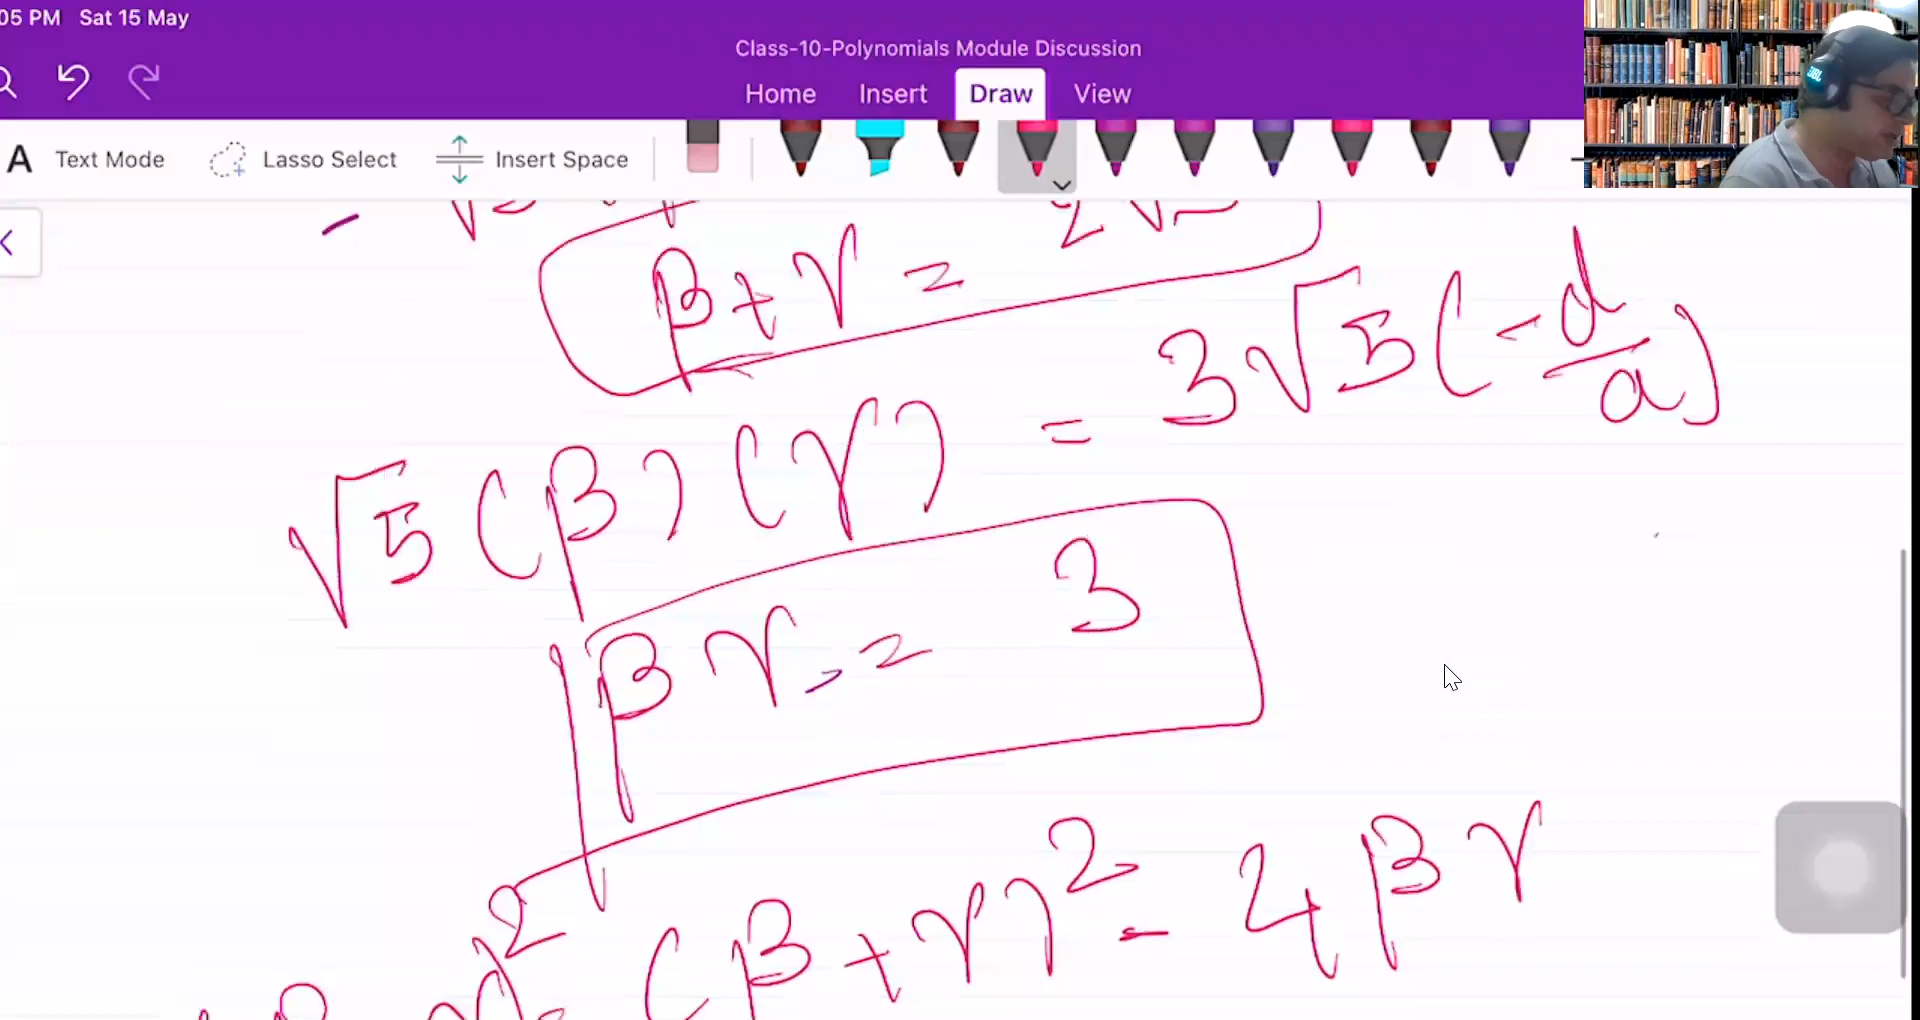 05 PM Sat 15 May
Class-10-Polynomials Module Discussion
Home Insert Draw View
A Text Mode Lasso Select Insert Space
β + γ = 2√5
√5 (β) (γ) = 3√5 (-d/a)
βγ = 3
(β + γ)² - 4βγ